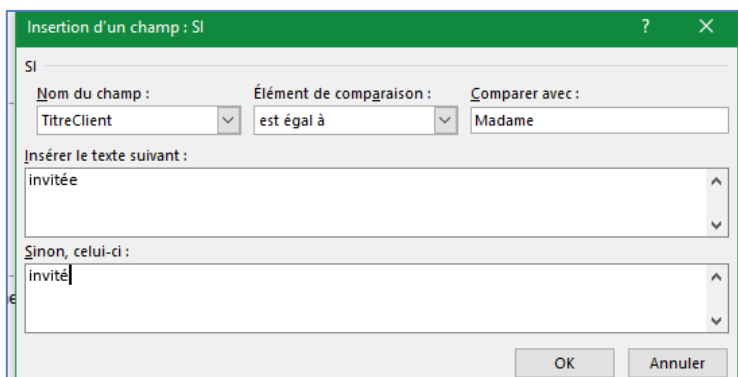 Insertion d'un champ : SI ? ×
SI
Nom du champ : Élément de comparaison : Comparer avec :
TitreClient est égal à Madame
Insérer le texte suivant :
invitée
Sinon, celui-ci :
invité
OK Annuler